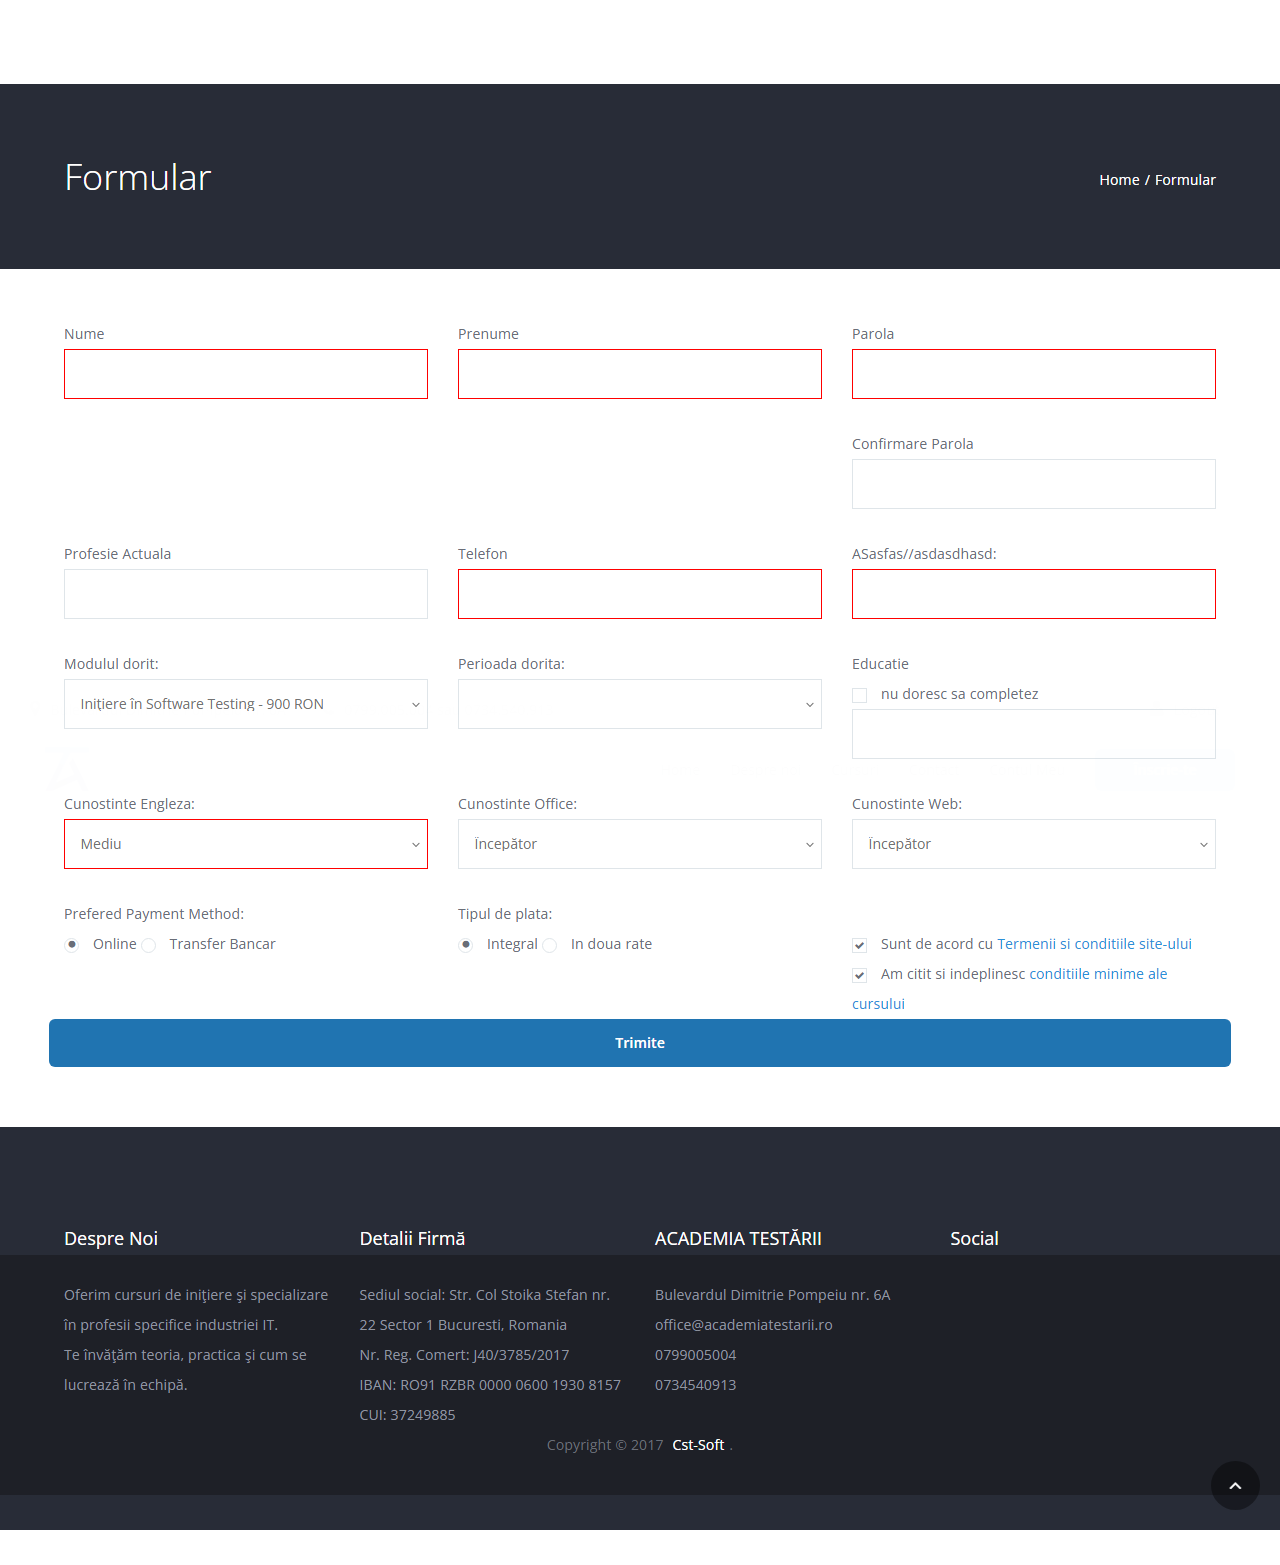 Formular
Home / Formular
Nume
Prenume
Parola
Confirmare Parola
Profesie Actuala
Telefon
ASasfas//asdasdhasd:
Modulul dorit:
Perioada dorita:
Educatie
Inițiere în Software Testing - 900 RON
nu doresc sa completez
Cunostinte Engleza:
Cunostinte Office:
Cunostinte Web:
Mediu
Începător
Începător
Prefered Payment Method:
Tipul de plata:
Online
Transfer Bancar
Integral
In doua rate
Sunt de acord cu Termenii si conditiile site-ului
Am citit si indeplinesc conditiile minime ale
cursului
Trimite
Despre Noi
Oferim cursuri de inițiere și specializare
în profesii specifice industriei IT.
Te învățăm teoria, practica și cum se
lucrează în echipă.
Detalii Firmă
Sediul social: Str. Col Stoika Stefan nr.
22 Sector 1 Bucuresti, Romania
Nr. Reg. Comert: J40/3785/2017
IBAN: RO91 RZBR 0000 0600 1930 8157
CUI: 37249885
ACADEMIA TESTĂRII
Bulevardul Dimitrie Pompeiu nr. 6A
office@academiatestarii.ro
0799005004
0734540913
Social
Copyright © 2017 Cst-Soft .